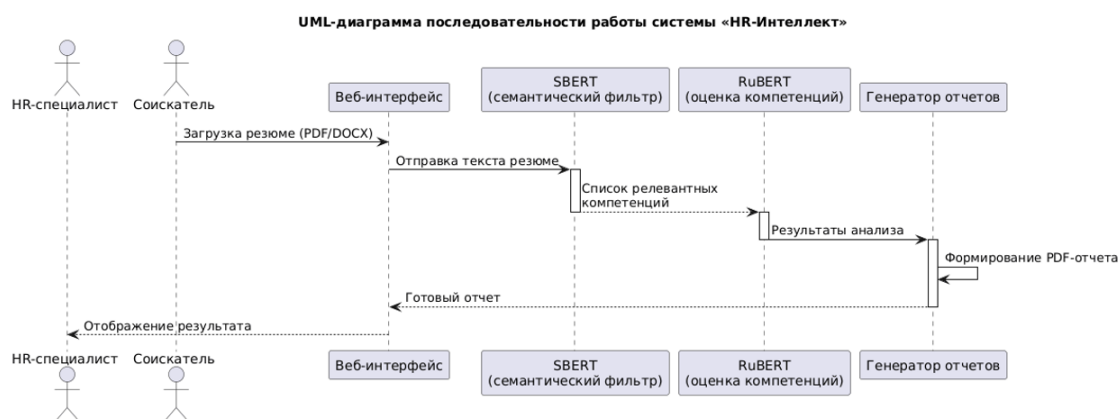 UML-диаграмма последовательности работы системы «HR-Интеллект»
HR-специалист
Соискатель
Веб-интерфейс
SBERT
(семантический фильтр)
RuBERT
(оценка компетенций)
Генератор отчетов
Загрузка резюме (PDF/DOCX)
Отправка текста резюме
Список релевантных
компетенций
Результаты анализа
Формирование PDF-отчета
Готовый отчет
Отображение результата
HR-специалист
Соискатель
Веб-интерфейс
SBERT
(семантический фильтр)
RuBERT
(оценка компетенций)
Генератор отчетов